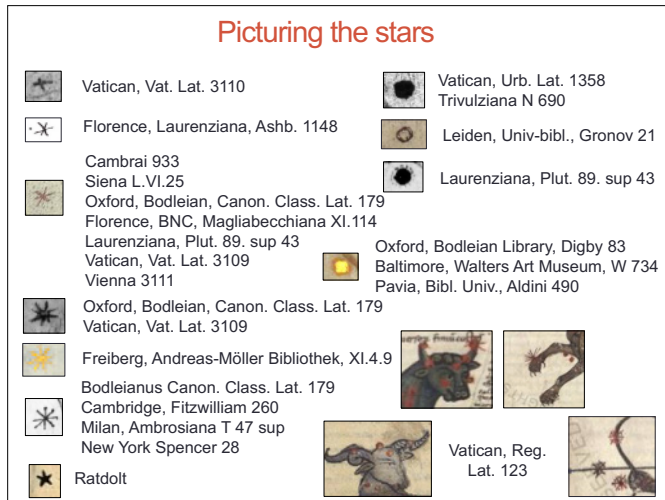 Picturing the stars
Vatican, Vat. Lat. 3110
Florence, Laurenziana, Ashb. 1148
Cambrai 933
Siena L.VI.25
Oxford, Bodleian, Canon. Class. Lat. 179
Florence, BNC, Magliabecchiana XI.114
Laurenziana, Plut. 89. sup 43
Vatican, Vat. Lat. 3109
Vienna 3111
Oxford, Bodleian, Canon. Class. Lat. 179
Vatican, Vat. Lat. 3109
Freiberg, Andreas-Möller Bibliothek, XI.4.9
Bodleianus Canon. Class. Lat. 179
Cambridge, Fitzwilliam 260
Milan, Ambrosiana T 47 sup
New York Spencer 28
Ratdolt
Vatican, Urb. Lat. 1358
Trivulziana N 690
Leiden, Univ-bibl., Gronov 21
Laurenziana, Plut. 89. sup 43
Oxford, Bodleian Library, Digby 83
Baltimore, Walters Art Museum, W 734
Pavia, Bibl. Univ., Aldini 490
Vatican, Reg.
Lat. 123